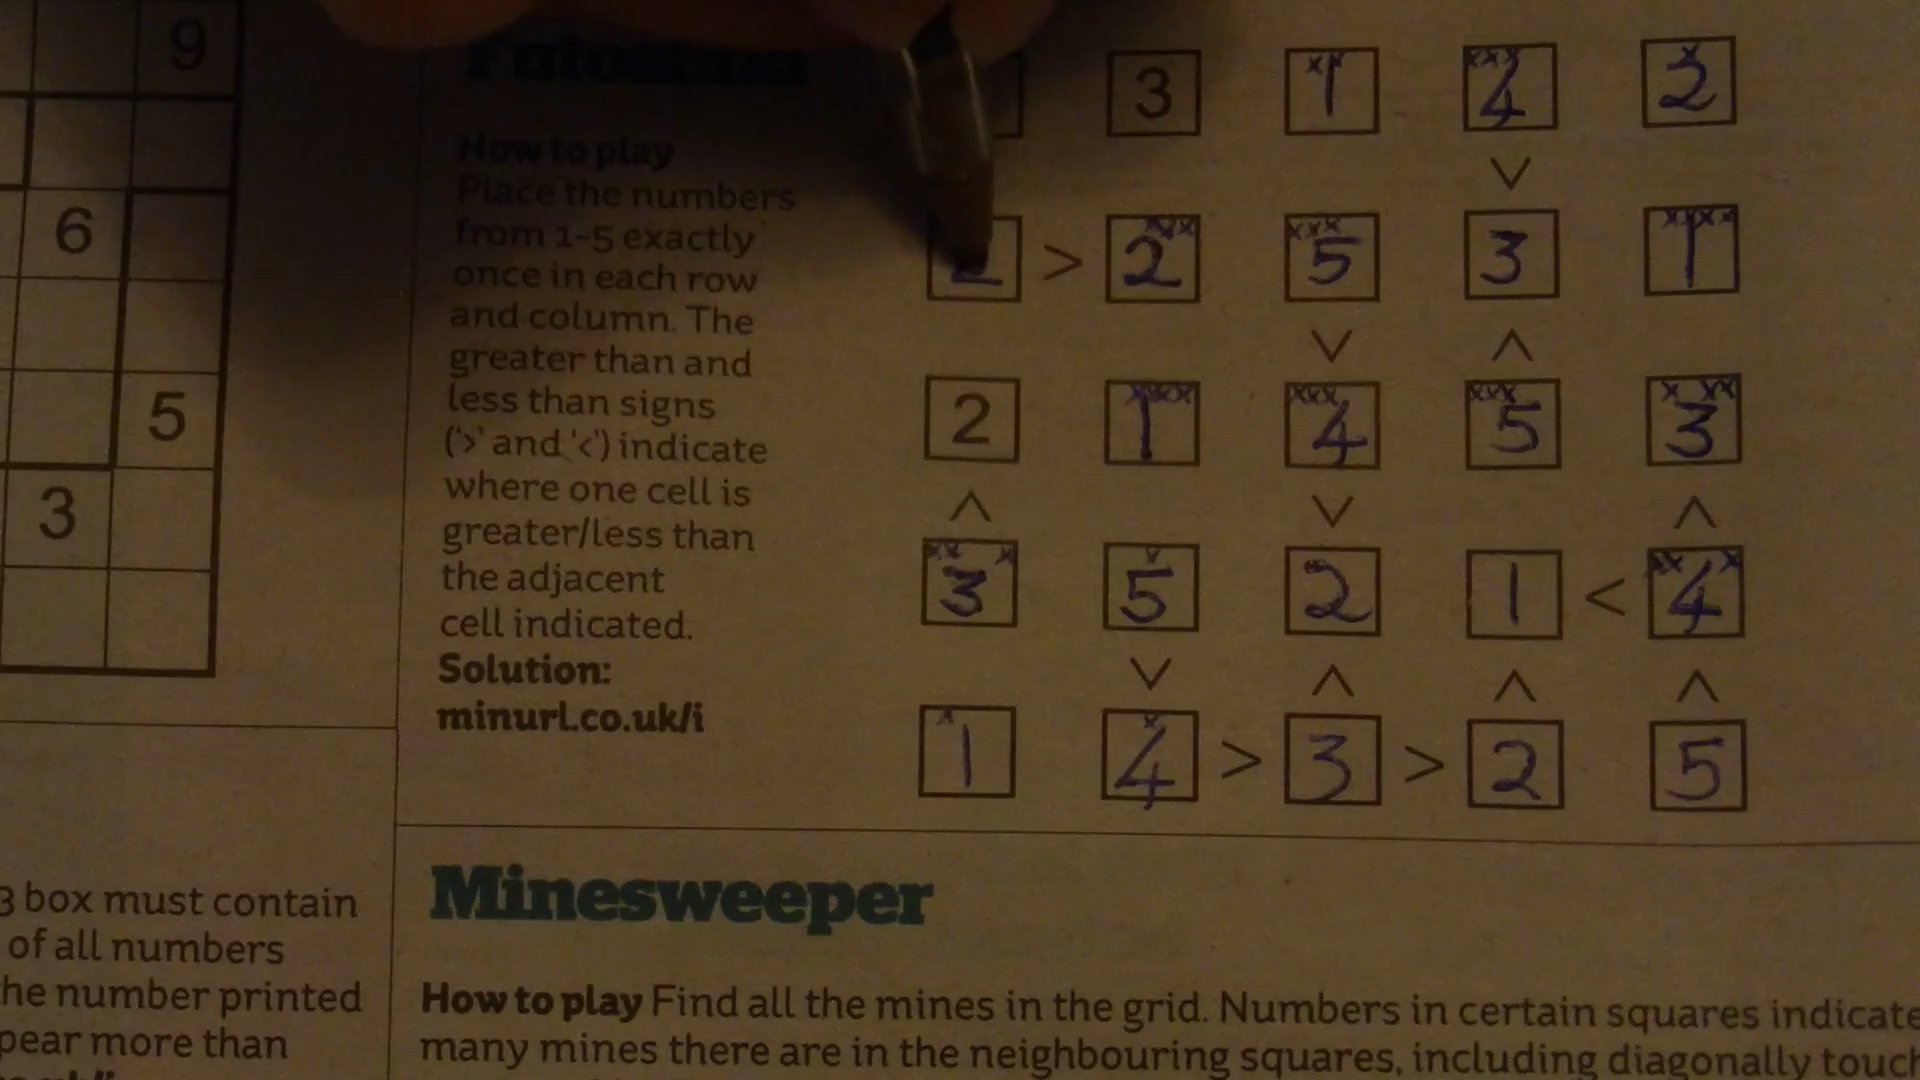 9
6
5
3
3 box must contain
of all numbers
he number printed
pear more than
Futoshiki
How to play
Place the numbers
from 1-5 exactly
once in each row
and column. The
greater than and
less than signs
('>' and '<') indicate
where one cell is
greater/less than
the adjacent
cell indicated.
Solution:
minurl.co.uk/i
3 1 4 2
∨
> 2 5 3 1
∨ ∧
2 1 4 5 3
∧ ∨ ∧
3 5 2 1 < 4
∨ ∧ ∧ ∧
1 4 > 3 > 2 5
Minesweeper
How to play Find all the mines in the grid. Numbers in certain squares indicate
many mines there are in the neighbouring squares, including diagonally touch